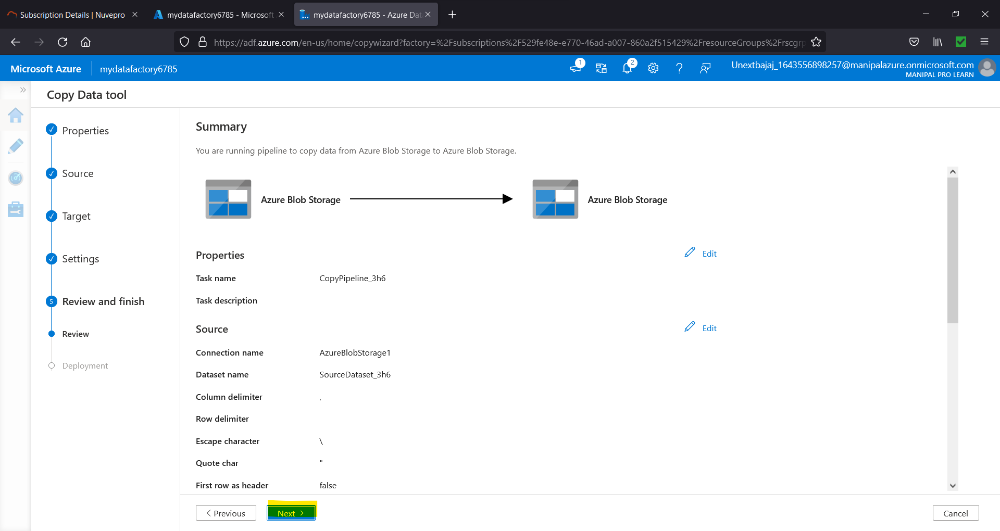 Subscription Details | Nuvepro
mydatafactory6785 - Microsoft
mydatafactory6785 - Azure Dat
https://adf.azure.com/en-us/home/copywizard?factory=%2Fsubscriptions%2F529fe48e-e770-46ad-a007-860a2f515429%2FresourceGroups%2Frscgrp
Microsoft Azure
mydatafactory6785
1
2
Unextbajaj_1643556898257@manipalazure.onmicrosoft.com
MANIPAL PRO LEARN
Copy Data tool
Properties
Source
Target
Settings
5 Review and finish
Review
Deployment
Summary
You are running pipeline to copy data from Azure Blob Storage to Azure Blob Storage.
Azure Blob Storage
Azure Blob Storage
Properties
Edit
Task name CopyPipeline_3h6
Task description
Source
Edit
Connection name AzureBlobStorage1
Dataset name SourceDataset_3h6
Column delimiter ,
Row delimiter
Escape character \
Quote char "
First row as header false
Previous
Next
Cancel